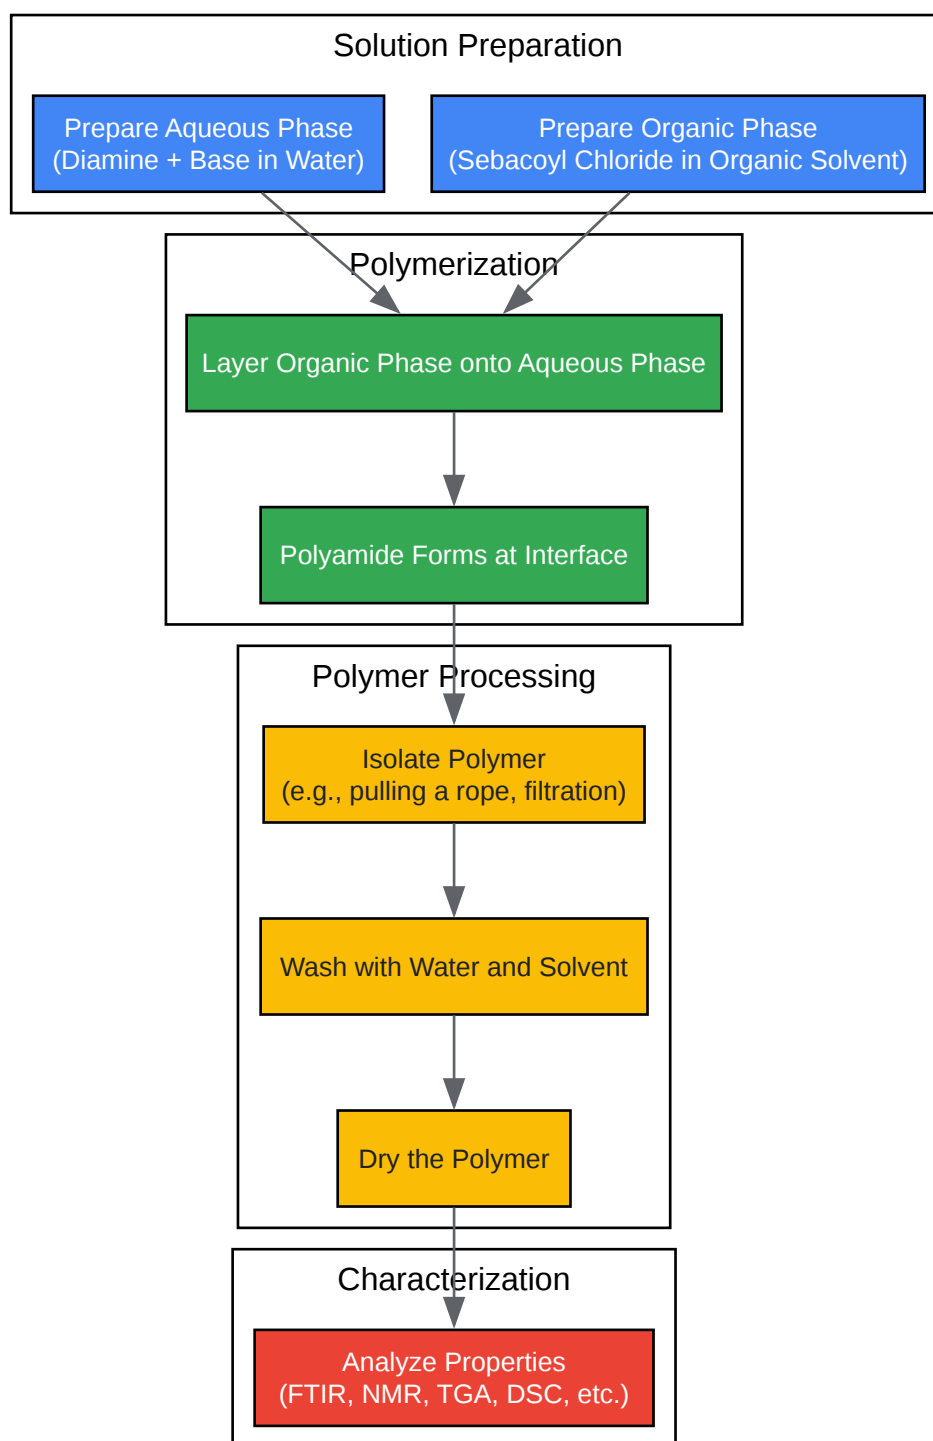 Solution Preparation
Prepare Aqueous Phase
(Diamine + Base in Water)
Prepare Organic Phase
(Sebacoyl Chloride in Organic Solvent)
Polymerization
Layer Organic Phase onto Aqueous Phase
Polyamide Forms at Interface
Polymer Processing
Isolate Polymer
(e.g., pulling a rope, filtration)
Wash with Water and Solvent
Dry the Polymer
Characterization
Analyze Properties
(FTIR, NMR, TGA, DSC, etc.)